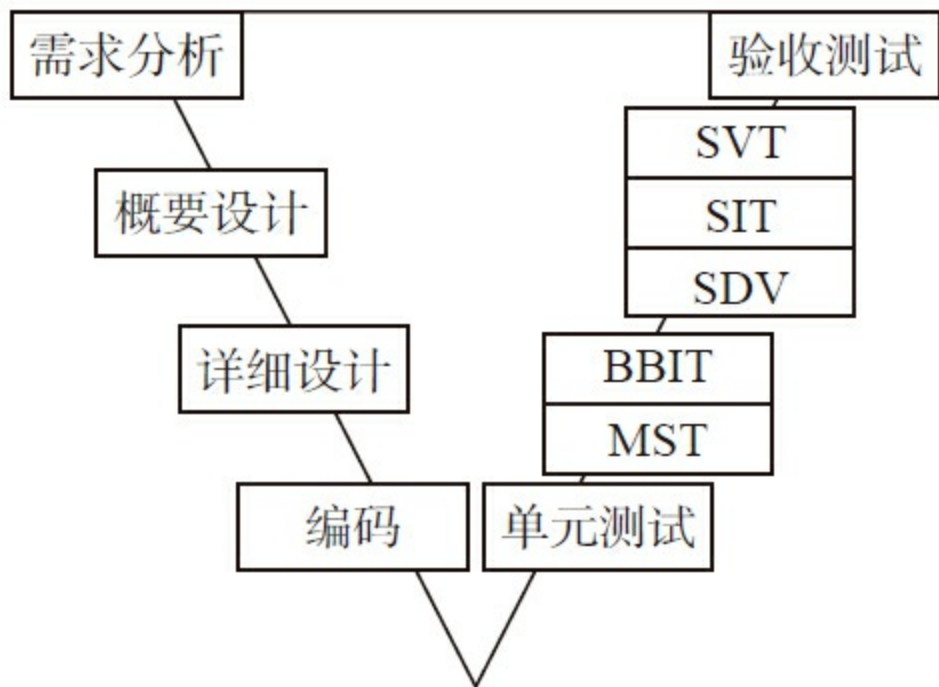 需求分析
验收测试
SVT
概要设计
SIT
SDV
详细设计
BBIT
MST
编码
单元测试